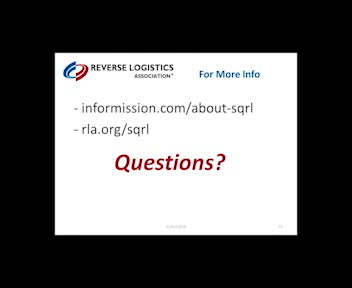 REVERSE LOGISTICS
ASSOCIATION
For More Info
- informission.com/about-sqrl
- rla.org/sqrl
Questions?